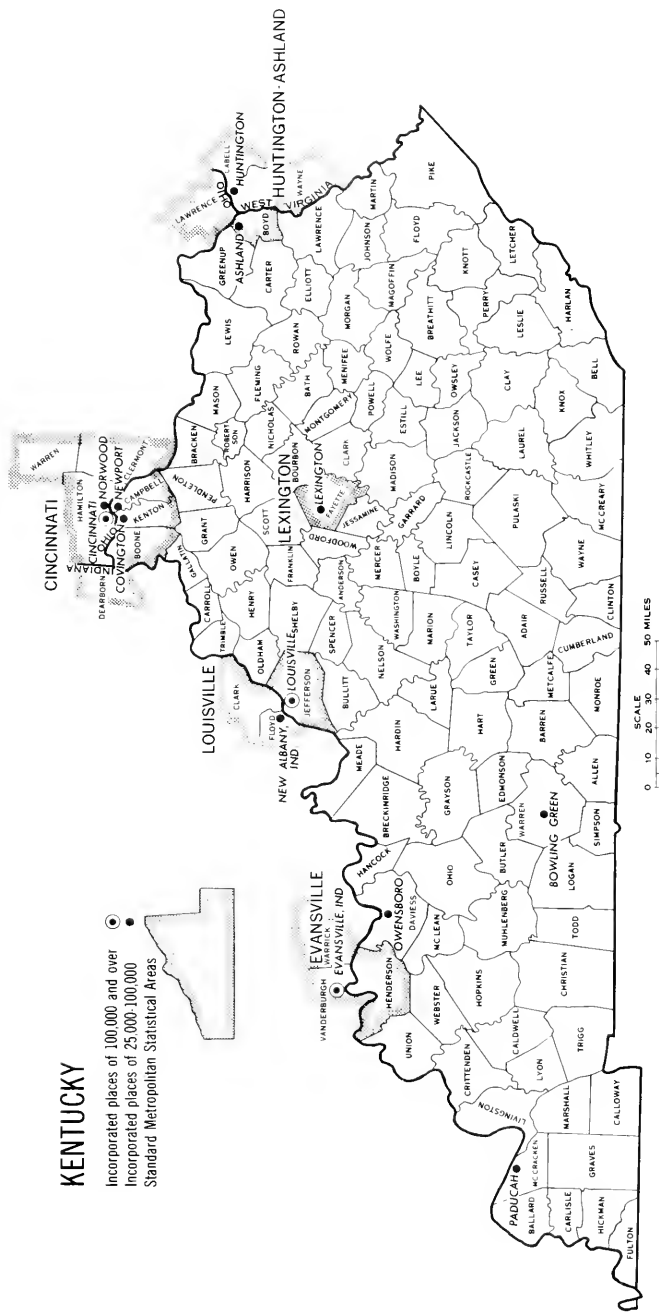 KENTUCKY
Incorporated places of 100,000 and over
Incorporated places of 25,000-100,000
Standard Metropolitan Statistical Areas
CINCINNATI
WARREN
HAMILTON
CLERMONT
CINCINNATI
NORWOOD
NEWPORT
OHIO
INDIANA
DEARBORN
COVINGTON
BOONE
KENTON
CAMPBELL
HUNTINGTON-ASHLAND
LAWRENCE
OHIO
CABELL
HUNTINGTON
WAYNE
WEST VIRGINIA
ASHLAND
BOYD
GREENUP
CARTER
LAWRENCE
LEWIS
ELLIOTT
ROWAN
MASON
FLEMING
BRACKEN
ROBERTSON
NICHOLAS
PENDLETON
HARRISON
GRANT
GALLATIN
OWEN
CARROLL
TRIMBLE
HENRY
OLDHAM
SHELBY
FRANKLIN
SCOTT
BOURBON
BATH
MENIFEE
MONTGOMERY
MORGAN
JOHNSON
MARTIN
MAGOFFIN
FLOYD
PIKE
WOLFE
POWELL
CLARK
LEXINGTON
LEXINGTON
FAYETTE
WOODFORD
JESSAMINE
ANDERSON
MERCER
LOUISVILLE
CLARK
FLOYD
NEW ALBANY, IND
LOUISVILLE
JEFFERSON
SPENCER
BULLITT
NELSON
WASHINGTON
BOYLE
GARRARD
MADISON
ESTILL
LEE
BREATHITT
KNOTT
LETCHER
PERRY
OWSLEY
JACKSON
ROCKCASTLE
LINCOLN
CASEY
MARION
LARUE
HARDIN
MEADE
BRECKINRIDGE
HANCOCK
EVANSVILLE
VANDERBURGH
WARRICK
EVANSVILLE, IND
HENDERSON
OWENSBORO
DAVIESS
UNION
WEBSTER
MC LEAN
OHIO
GRAYSON
HART
GREEN
TAYLOR
ADAIR
RUSSELL
PULASKI
LAUREL
CLAY
LESLIE
HARLAN
BELL
KNOX
WHITLEY
MC CREARY
WAYNE
CLINTON
CUMBERLAND
METCALFE
MONROE
BARREN
EDMONSON
WARREN
BOWLING GREEN
ALLEN
SIMPSON
BUTLER
LOGAN
MUHLENBERG
TODD
HOPKINS
CHRISTIAN
CRITTENDEN
CALDWELL
LYON
TRIGG
LIVINGSTON
MARSHALL
CALLOWAY
PADUCAH
MC CRACKEN
BALLARD
CARLISLE
GRAVES
HICKMAN
FULTON
SCALE
0 10 20 30 40 50 MILES